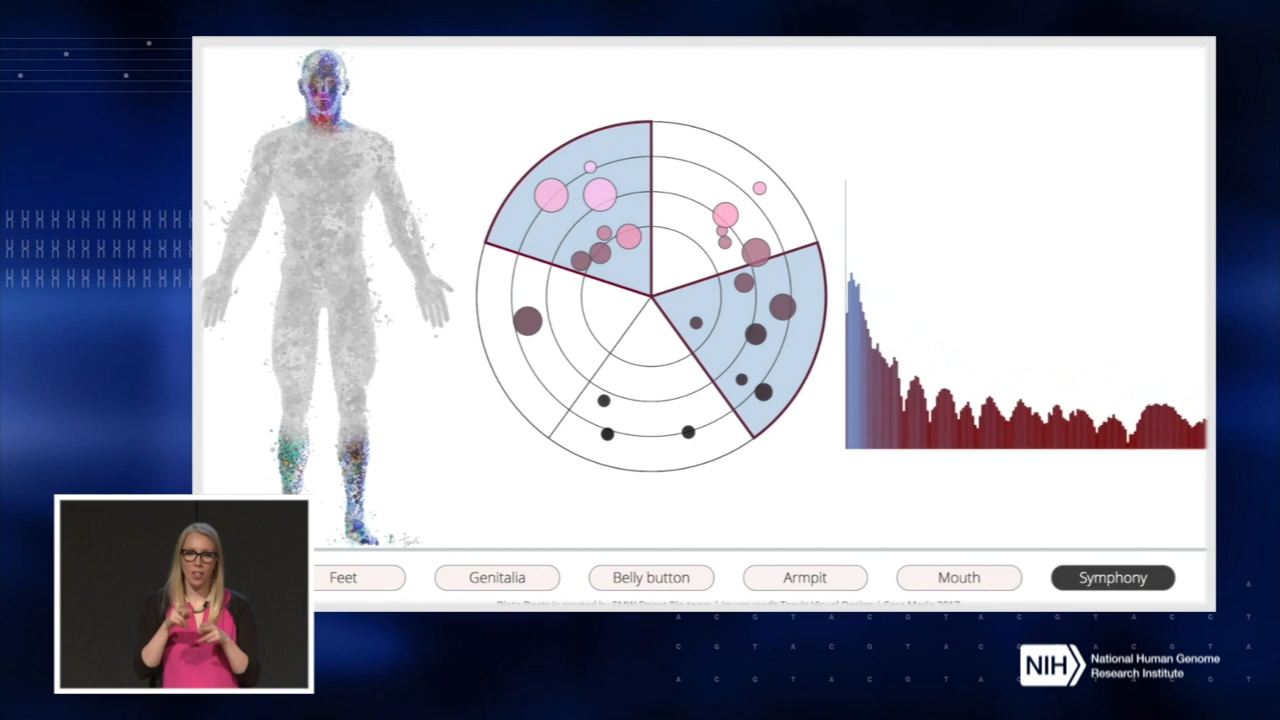 Feet
Genitalia
Belly button
Armpit
Mouth
Symphony
NIH
National Human Genome
Research Institute
A C G T A C G T A C G T
C G T A C G T A C G T
A C G T A C G T A C G T